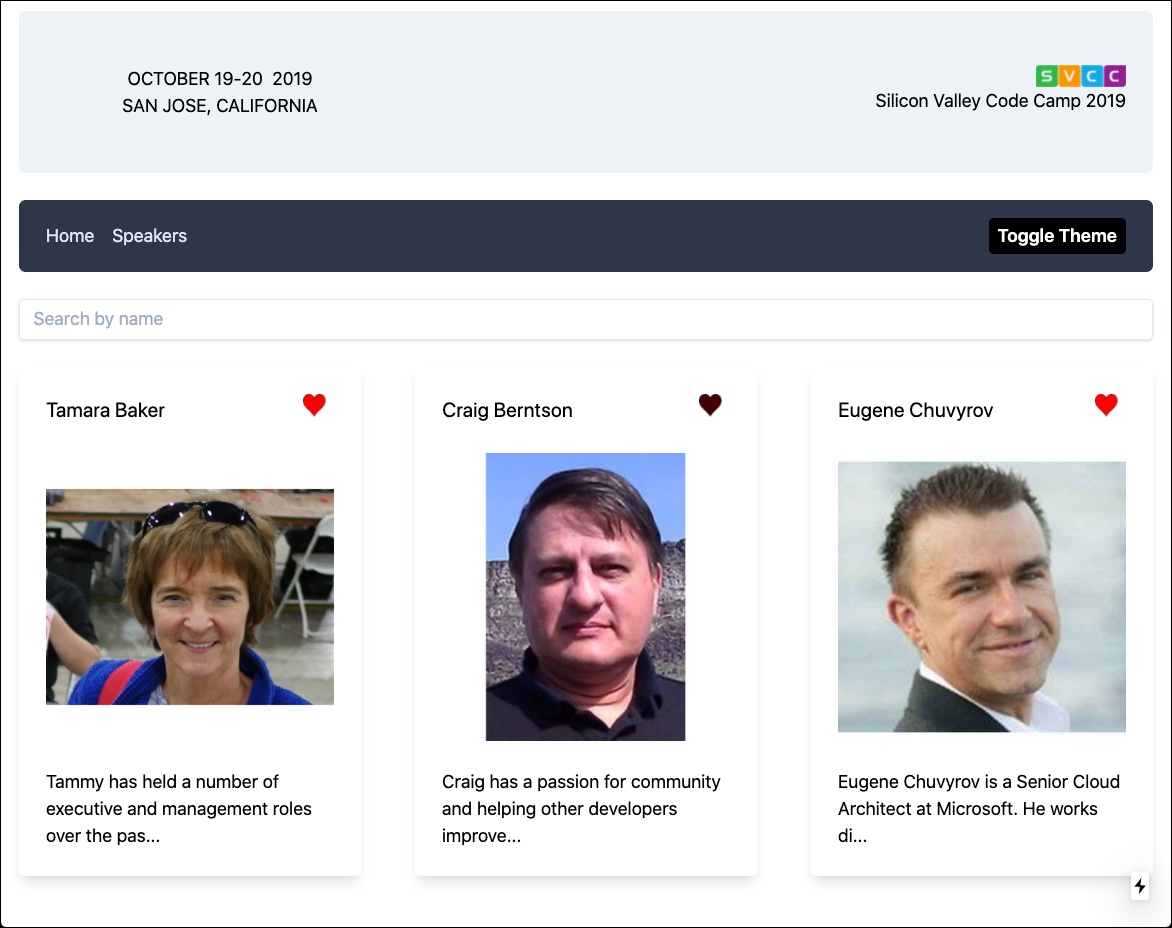 OCTOBER 19-20 2019
SAN JOSE, CALIFORNIA
SVCC
Silicon Valley Code Camp 2019
Home Speakers Toggle Theme
Search by name
Tamara Baker
Tammy has held a number of
executive and management roles
over the pas...
Craig Berntson
Craig has a passion for community
and helping other developers
improve...
Eugene Chuvyrov
Eugene Chuvyrov is a Senior Cloud
Architect at Microsoft. He works
di...